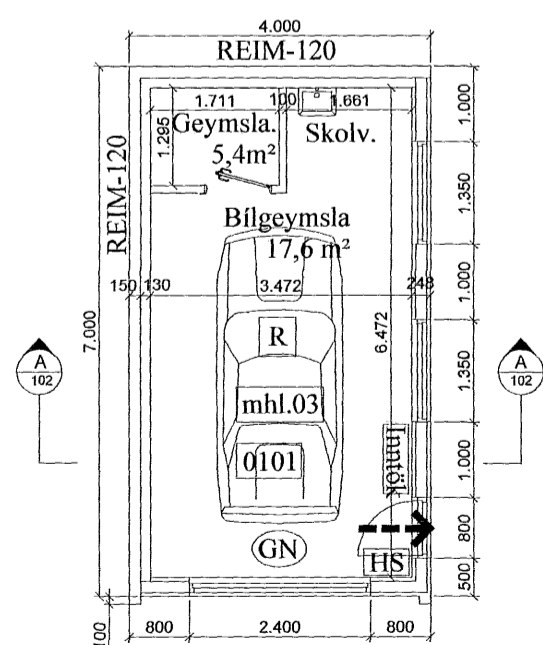 4.000
REIM-120
1.711
100
1.661
1.000
Geymsla.
5,4m²
Skolv.
1.295
REIM-120
1.350
Bílgeymsla
17,6 m²
150
130
3.472
248
1.000
7.000
6.472
R
A
102
A
102
1.350
mhl.03
Inntök
1.000
0101
800
GN
HS
500
100
800
2.400
800